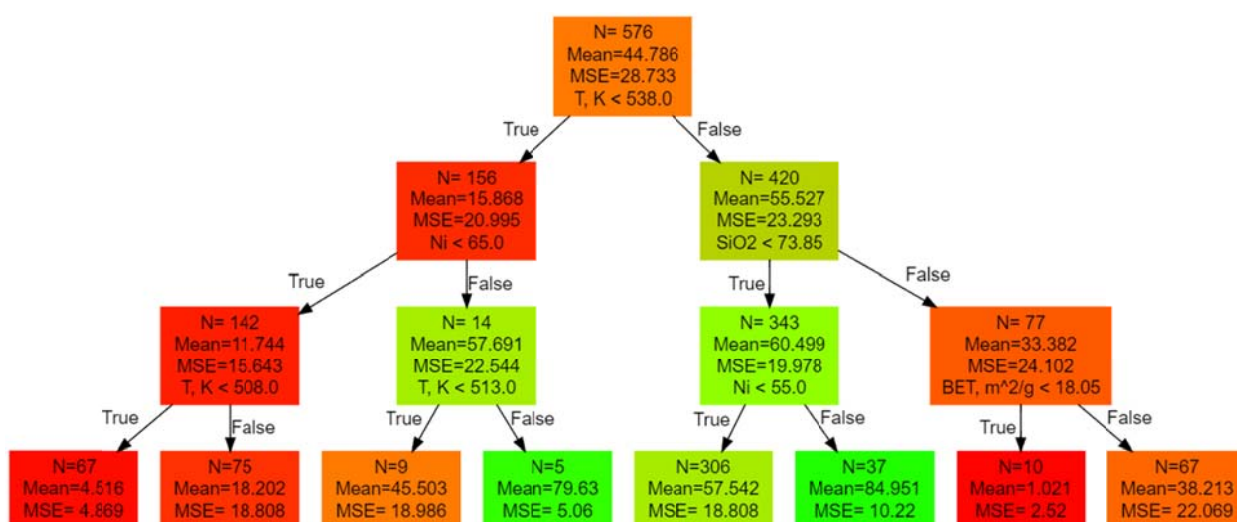 N= 576
Mean=44.786
MSE=28.733
T, K < 538.0
True
False
N= 156
Mean=15.868
MSE=20.995
Ni < 65.0
N= 420
Mean=55.527
MSE=23.293
SiO2 < 73.85
True
False
True
False
N= 142
Mean=11.744
MSE=15.643
T, K < 508.0
N= 14
Mean=57.691
MSE=22.544
T, K < 513.0
N= 343
Mean=60.499
MSE=19.978
Ni < 55.0
N= 77
Mean=33.382
MSE=24.102
BET, m^2/g < 18.05
True
False
True
False
True
False
True
False
N=67
Mean=4.516
MSE= 4.869
N=75
Mean=18.202
MSE= 18.808
N=9
Mean=45.503
MSE= 18.986
N=5
Mean=79.63
MSE= 5.06
N=306
Mean=57.542
MSE= 18.808
N=37
Mean=84.951
MSE= 10.22
N=10
Mean=1.021
MSE= 2.52
N=67
Mean=38.213
MSE= 22.069